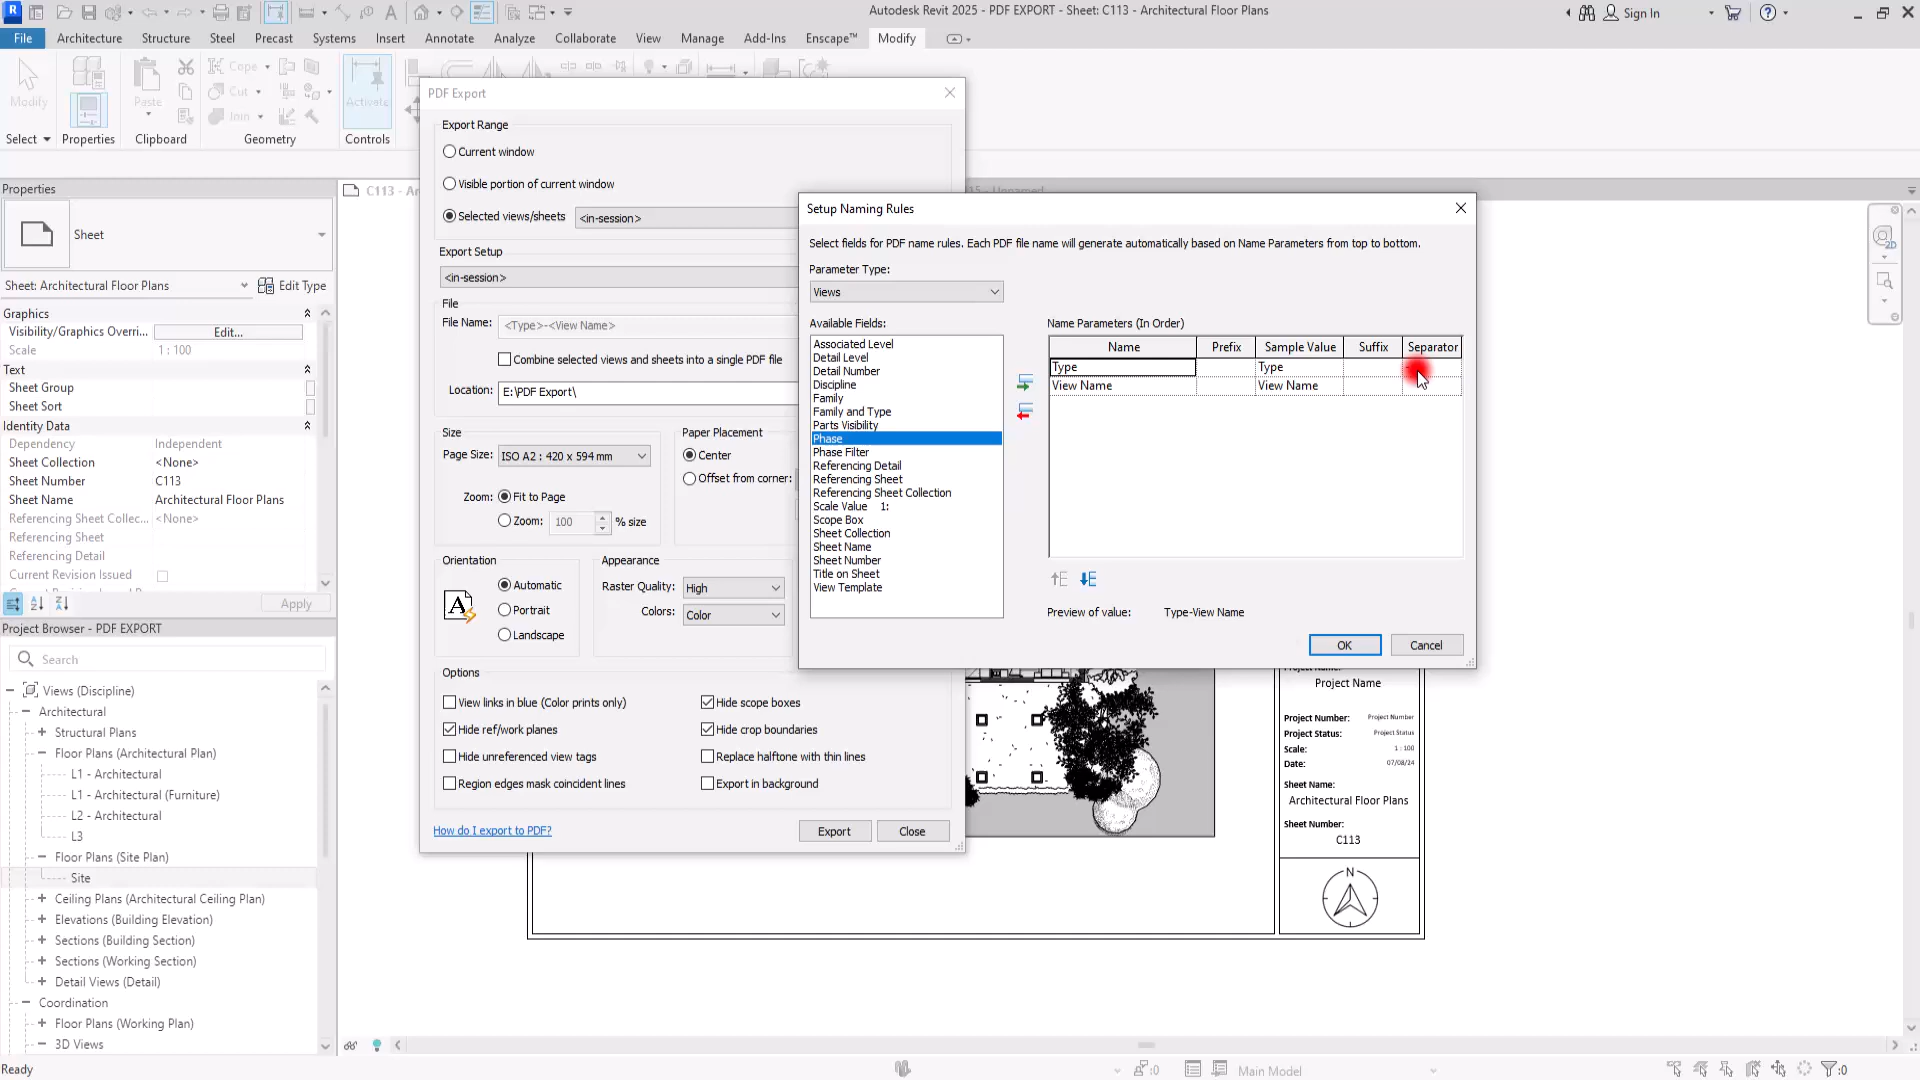 Autodesk Revit 2025 - PDF EXPORT - Sheet: C113 - Architectural Floor Plans
Sign In
File Architecture Structure Steel Precast Systems Insert Annotate Analyze Collaborate View Manage Add-Ins Enscape™ Modify
Modify
Paste
Cope
Cut
Join
Activate
Select Properties Clipboard Geometry Controls
Properties
Sheet
Sheet: Architectural Floor Plans
Edit Type
Graphics
Visibility/Graphics Overri... Edit...
Scale 1 : 100
Text
Sheet Group
Sheet Sort
Identity Data
Dependency Independent
Sheet Collection <None>
Sheet Number C113
Sheet Name Architectural Floor Plans
Referencing Sheet Collec... <None>
Referencing Sheet
Referencing Detail
Current Revision Issued
Apply
Project Browser - PDF EXPORT
Search
Views (Discipline)
Architectural
Structural Plans
Floor Plans (Architectural Plan)
L1 - Architectural
L1 - Architectural (Furniture)
L2 - Architectural
L3
Floor Plans (Site Plan)
Site
Ceiling Plans (Architectural Ceiling Plan)
Elevations (Building Elevation)
Sections (Building Section)
Sections (Working Section)
Detail Views (Detail)
Coordination
Floor Plans (Working Plan)
3D Views
Ready
C113 - Ar
PDF Export
Export Range
Current window
Visible portion of current window
Selected views/sheets <in-session>
Export Setup
<in-session>
File
File Name: <Type>-<View Name>
Combine selected views and sheets into a single PDF file
Location: E:\PDF Export\
Size
Page Size: ISO A2 : 420 x 594 mm
Zoom: Fit to Page
Zoom: 100 % size
Paper Placement
Center
Offset from corner:
Orientation
A
Automatic
Portrait
Landscape
Appearance
Raster Quality: High
Colors: Color
Options
View links in blue (Color prints only)
Hide ref/work planes
Hide unreferenced view tags
Region edges mask coincident lines
Hide scope boxes
Hide crop boundaries
Replace halftone with thin lines
Export in background
How do I export to PDF?
Export Close
Setup Naming Rules
Select fields for PDF name rules. Each PDF file name will generate automatically based on Name Parameters from top to bottom.
Parameter Type:
Views
Available Fields:
Associated Level
Detail Level
Detail Number
Discipline
Family
Family and Type
Parts Visibility
Phase
Phase Filter
Referencing Detail
Referencing Sheet
Referencing Sheet Collection
Scale Value 1:
Scope Box
Sheet Collection
Sheet Name
Sheet Number
Title on Sheet
View Template
Name Parameters (In Order)
Name Prefix Sample Value Suffix Separator
Type Type
View Name View Name
Preview of value: Type-View Name
OK Cancel
Project Name
Project Number: Project Number
Project Status: Project Status
Scale: 1 : 100
Date: 07/08/24
Sheet Name:
Architectural Floor Plans
Sheet Number:
C113
N
2D
:0
Main Model
:0